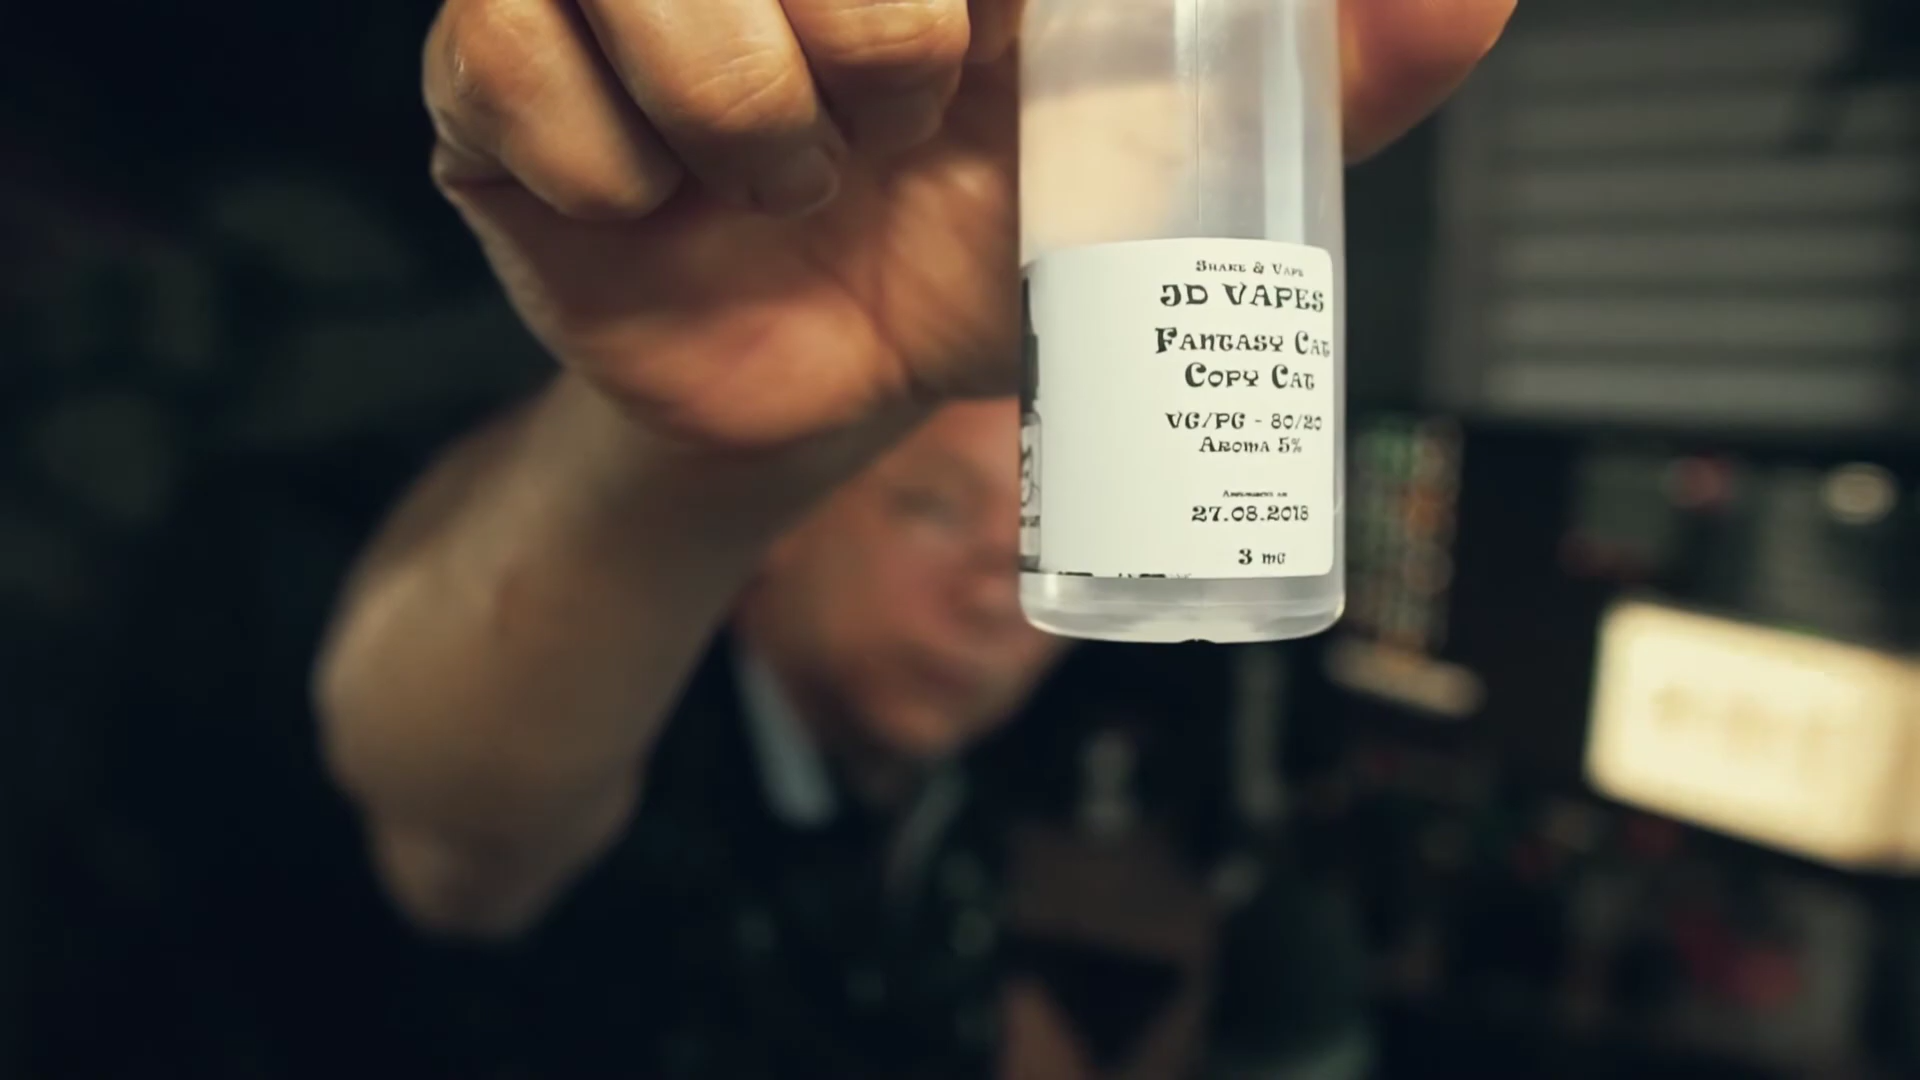 Shake & Vape
JD VAPES
Fantasy Cat
Copy Cat
VG/PG - 80/20
Aroma 5%
27.08.2018
3 mg